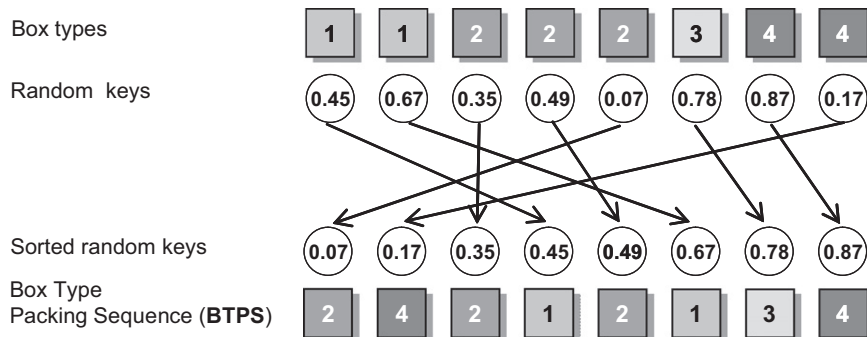 Box types 1 1 2 2 2 3 4 4
Random keys 0.45 0.67 0.35 0.49 0.07 0.78 0.87 0.17
Sorted random keys 0.07 0.17 0.35 0.45 0.49 0.67 0.78 0.87
Box Type
Packing Sequence (BTPS) 2 4 2 1 2 1 3 4